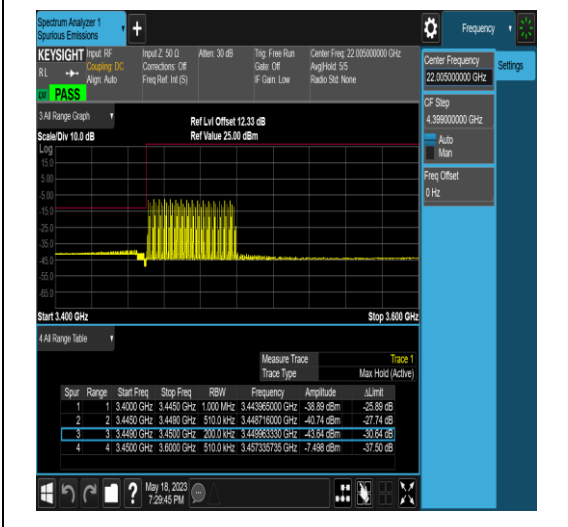 Spectrum Analyzer 1
Spurious Emissions
Frequency
KEYSIGHT Input: RF Input Z: 50 Ω Atten: 30 dB Trig: Free Run Center Freq: 22.005000000 GHz
RL Coupling: DC Corrections: Off Gate: Off Avg|Hold: 5/5
Align: Auto Freq Ref: Int (S) IF Gain: Low Radio Std: None
PASS
Center Frequency
22.005000000 GHz
Settings
CF Step
4.399000000 GHz
Auto
Man
Freq Offset
0 Hz
3 All Range Graph
Ref Lvl Offset 12.33 dB
Scale/Div 10.0 dB Ref Value 25.00 dBm
Log
15.0
5.00
-5.00
-15.0
-25.0
-35.0
-45.0
-55.0
-65.0
Start 3.400 GHz Stop 3.600 GHz
4 All Range Table
Measure Trace Trace 1
Trace Type Max Hold (Active)
Spur Range Start Freq Stop Freq RBW Frequency Amplitude ΔLimit
1 1 3.4000 GHz 3.4450 GHz 1.000 MHz 3.443965000 GHz -38.89 dBm -25.89 dB
2 2 3.4450 GHz 3.4490 GHz 510.0 kHz 3.448716000 GHz -40.74 dBm -27.74 dB
3 3 3.4490 GHz 3.4500 GHz 200.0 kHz 3.449963330 GHz -43.64 dBm -30.64 dB
4 4 3.4500 GHz 3.6000 GHz 510.0 kHz 3.457335735 GHz -7.498 dBm -37.50 dB
May 18, 2023
7:29:45 PM